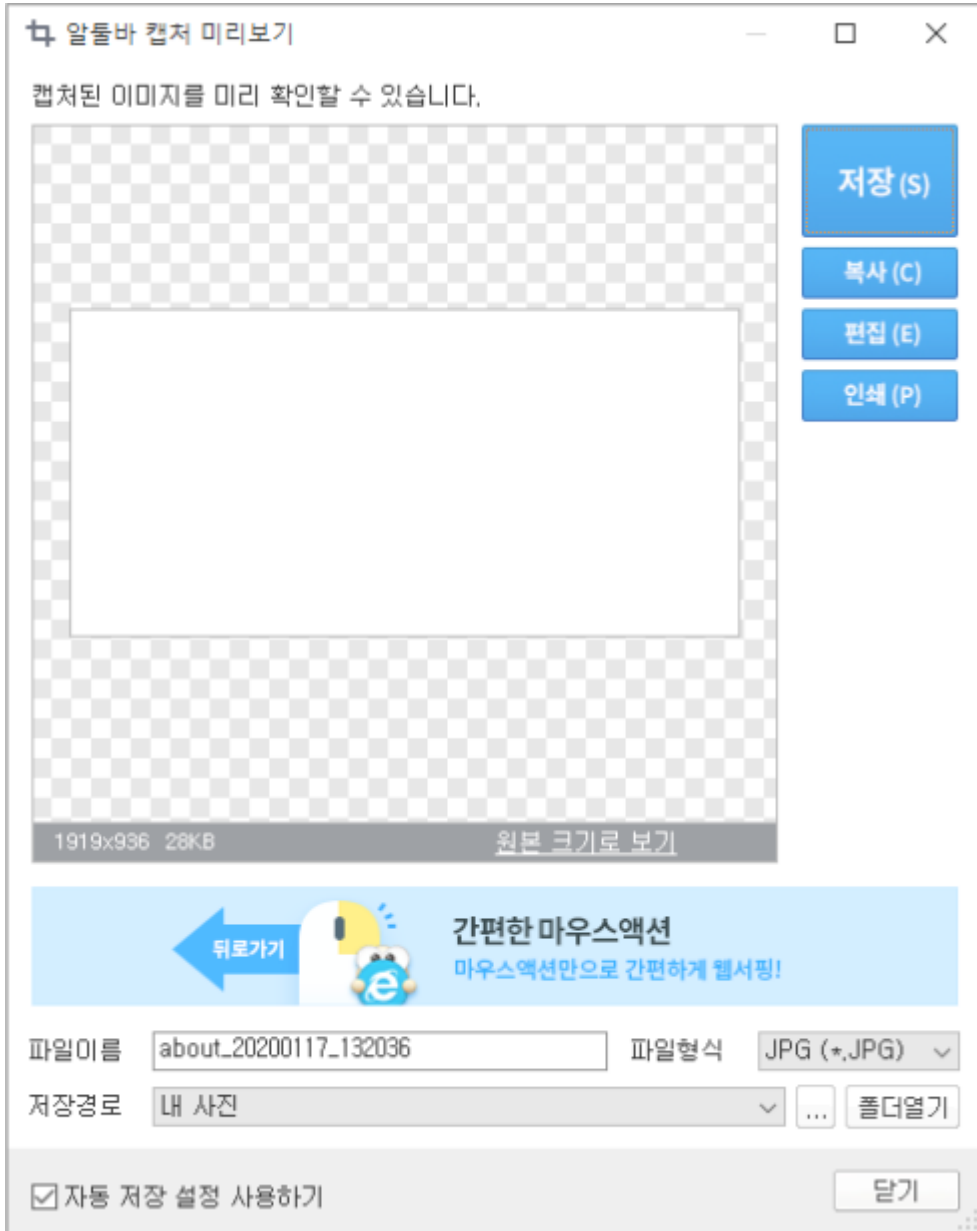 알툴바 캡처 미리보기
캡처된 이미지를 미리 확인할 수 있습니다.
저장 (S)
복사 (C)
편집 (E)
인쇄 (P)
1919x936 28KB 원본 크기로 보기
뒤로가기
간편한 마우스액션
마우스액션만으로 간편하게 웹서핑!
파일이름 about_20200117_132036 파일형식 JPG (*.JPG)
저장경로 내 사진 ... 폴더열기
자동 저장 설정 사용하기 닫기